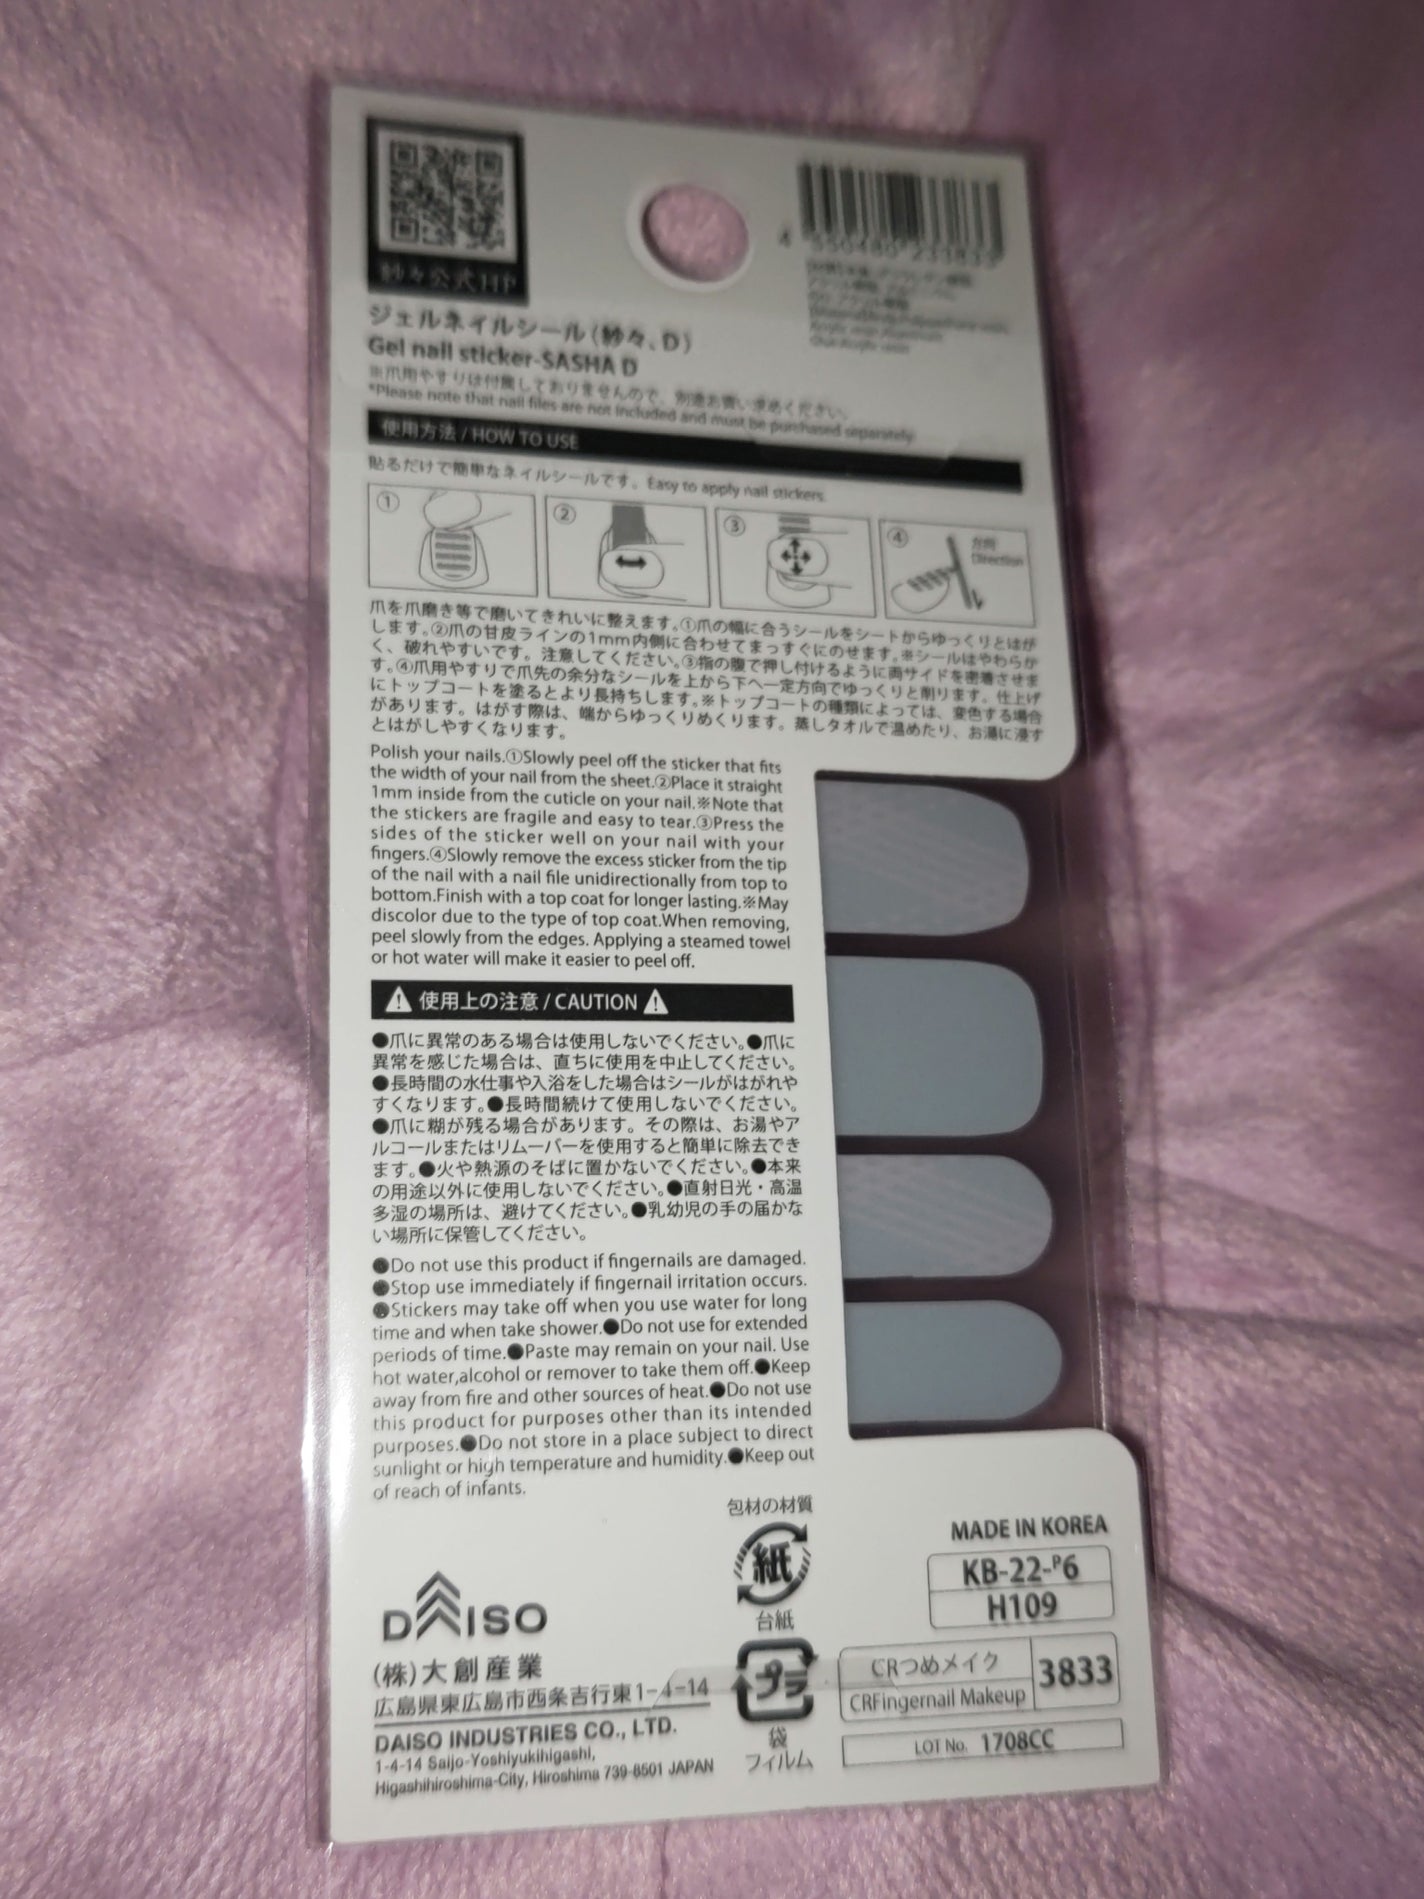 紗々公式HP
4 550480 233833
ジェルネイルシール(紗々、D)
Gel nail sticker-SASHA D
※爪用やすりは付属しておりませんので、別途お買い求めください。
*Please note that nail files are not included and must be purchased separately.
使用方法 / HOW TO USE
貼るだけで簡単なネイルシールです。Easy to apply nail stickers.
① ② ③ ④ 方向
Direction
爪を爪磨き等で磨いてきれいに整えます。①爪の幅に合うシールをシートからゆっくりとはが
します。②爪の甘皮ラインの1mm内側に合わせてまっすぐにのせます。※シールはやわらか
く、破れやすいです。注意してください。③指の腹で押し付けるように両サイドを密着させま
す。④爪用やすりで爪先の余分なシールを上から下へ一定方向でゆっくりと削ります。仕上げ
にトップコートを塗るとより長持ちします。※トップコートの種類によっては、変色する場合
があります。はがす際は、端からゆっくりめくります。蒸しタオルで温めたり、お湯に浸す
とはがしやすくなります。
Polish your nails.①Slowly peel off the sticker that fits
the width of your nail from the sheet.②Place it straight
1mm inside from the cuticle on your nail.※Note that
the stickers are fragile and easy to tear.③Press the
sides of the sticker well on your nail with your
fingers.④Slowly remove the excess sticker from the tip
of the nail with a nail file unidirectionally from top to
bottom.Finish with a top coat for longer lasting.※May
discolor due to the type of top coat.When removing,
peel slowly from the edges. Applying a steamed towel
or hot water will make it easier to peel off.
使用上の注意 / CAUTION
●爪に異常のある場合は使用しないでください。●爪に
異常を感じた場合は、直ちに使用を中止してください。
●長時間の水仕事や入浴をした場合はシールがはがれや
すくなります。●長時間続けて使用しないでください。
●爪に糊が残る場合があります。その際は、お湯やア
ルコールまたはリムーバーを使用すると簡単に除去でき
ます。●火や熱源のそばに置かないでください。●本来
の用途以外に使用しないでください。●直射日光・高温
多湿の場所は、避けてください。●乳幼児の手の届かな
い場所に保管してください。
●Do not use this product if fingernails are damaged.
●Stop use immediately if fingernail irritation occurs.
●Stickers may take off when you use water for long
time and when take shower.●Do not use for extended
periods of time.●Paste may remain on your nail. Use
hot water,alcohol or remover to take them off.●Keep
away from fire and other sources of heat.●Do not use
this product for purposes other than its intended
purposes.●Do not store in a place subject to direct
sunlight or high temperature and humidity.●Keep out
of reach of infants.
包材の材質
紙
台紙
プラ
袋
フィルム
MADE IN KOREA
KB-22-P6
H109
CRつめメイク
CRFingernail Makeup
3833
LOT No. 1708CC
DAISO
(株)大創産業
広島県東広島市西条吉行東1-4-14
DAISO INDUSTRIES CO., LTD.
1-4-14 Saijo-Yoshiyukihigashi,
Higashihiroshima-City, Hiroshima 739-8501 JAPAN